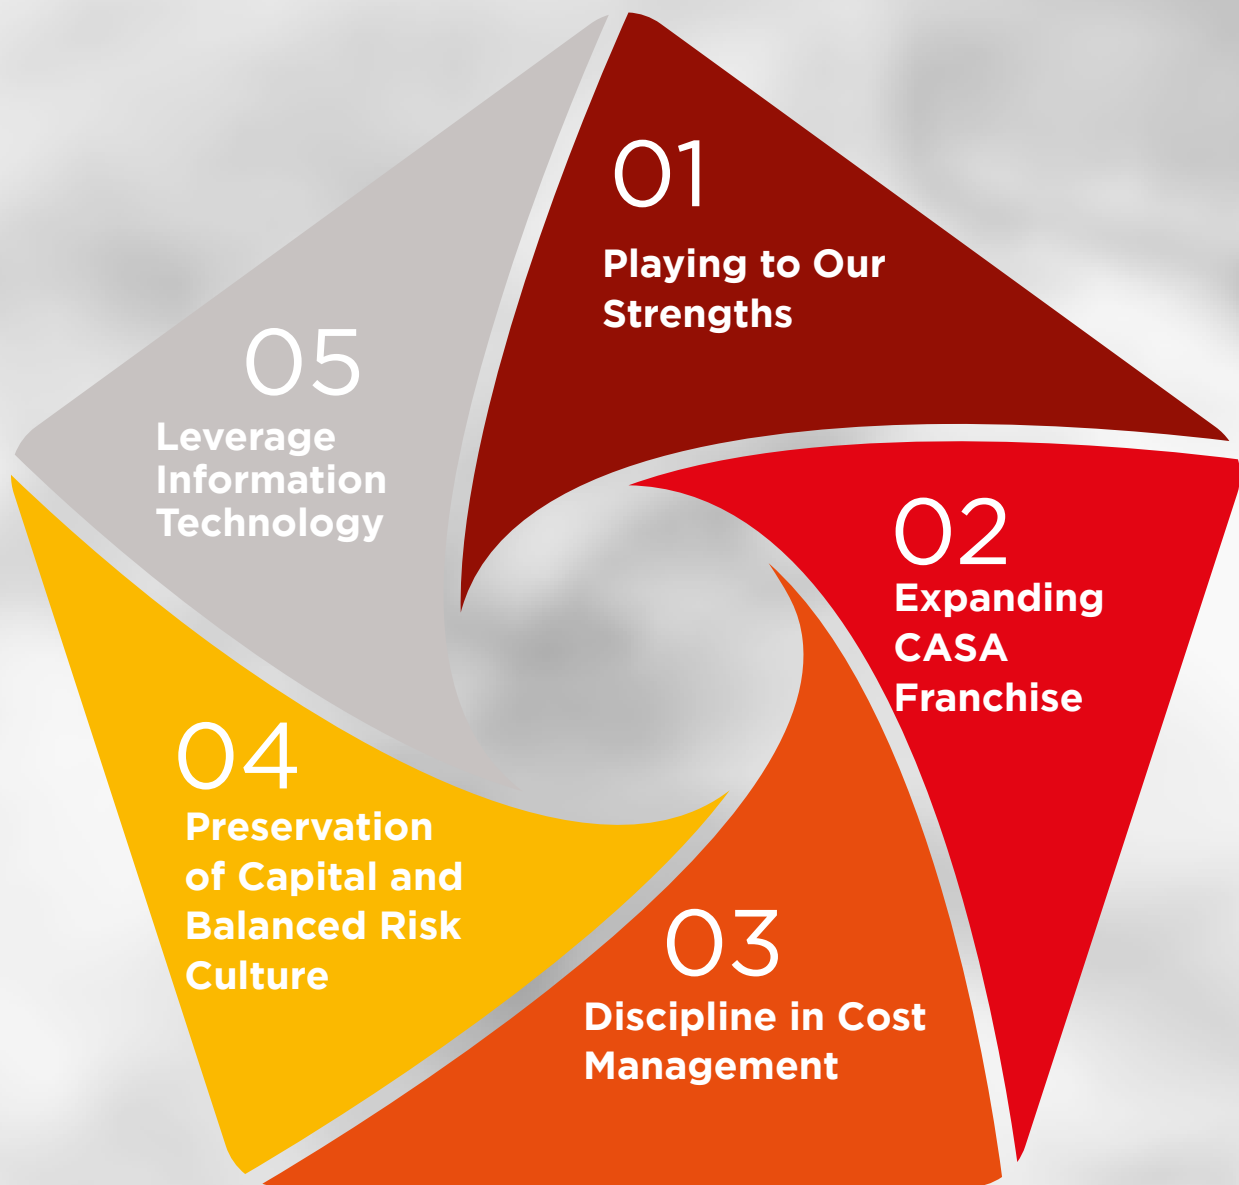 01
Playing to Our
Strengths
02
Expanding
CASA
Franchise
03
Discipline in Cost
Management
04
Preservation
of Capital and
Balanced Risk
Culture
05
Leverage
Information
Technology